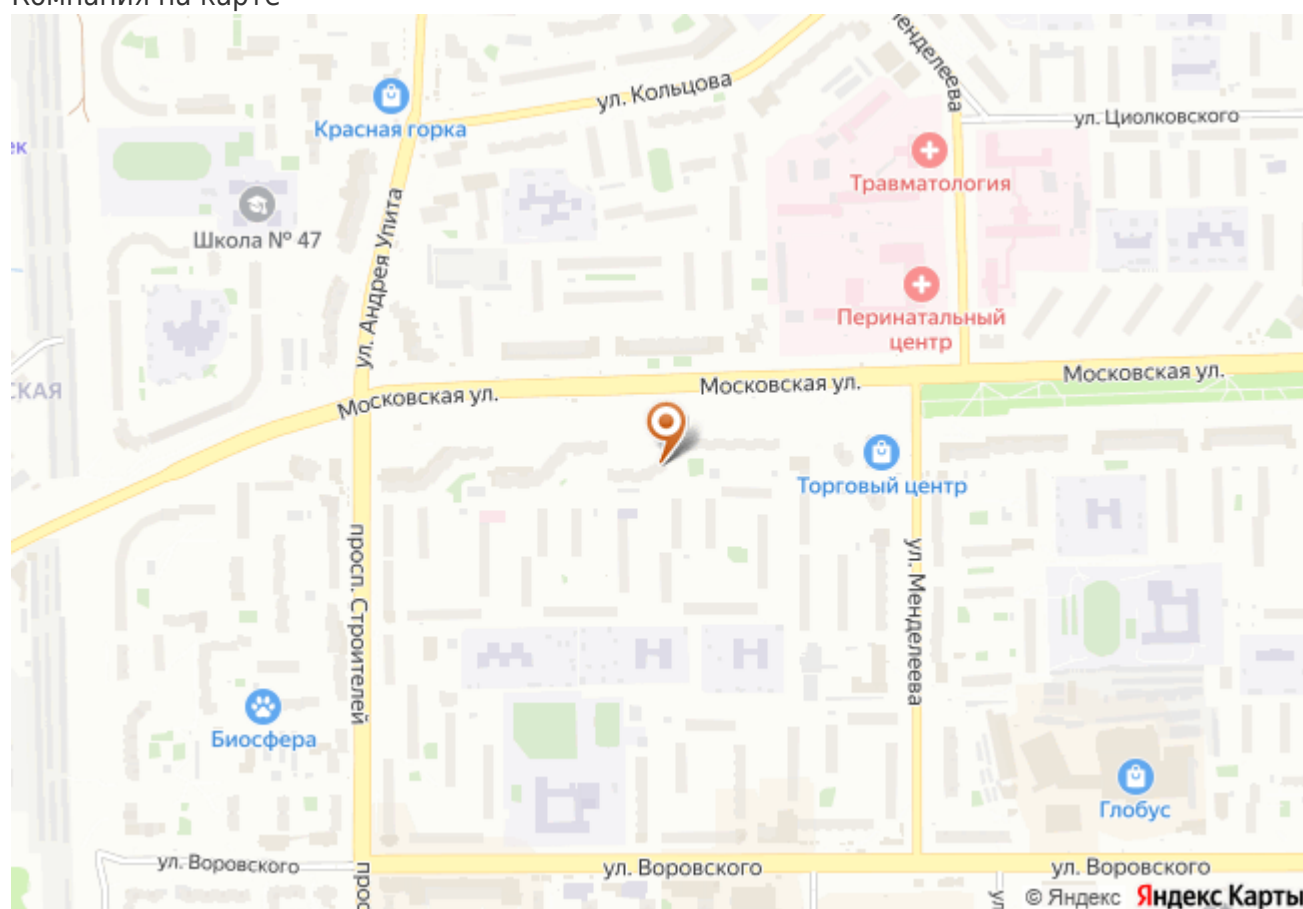 Компания на карте
Менделеева
ул. Кольцова
ул. Циолковского
Красная горка
Травматология
Школа № 47
ул. Андрея Упита
Перинатальный
центр
СКАЯ
Московская ул.
Московская ул.
Московская ул.
Торговый центр
просп. Строителей
ул. Менделеева
Биосфера
Глобус
ул. Воровского
ул. Воровского
ул. Воровского
© Яндекс Яндекс Карты